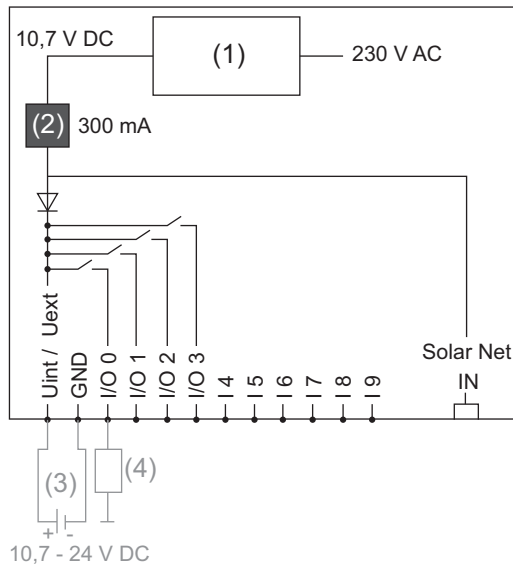 10,7 V DC
(1)
230 V AC
(2)
300 mA
Uint / Uext
GND
I/O 0
I/O 1
I/O 2
I/O 3
I 4
I 5
I 6
I 7
I 8
I 9
Solar Net
IN
(3)
(4)
+ -
10,7 - 24 V DC